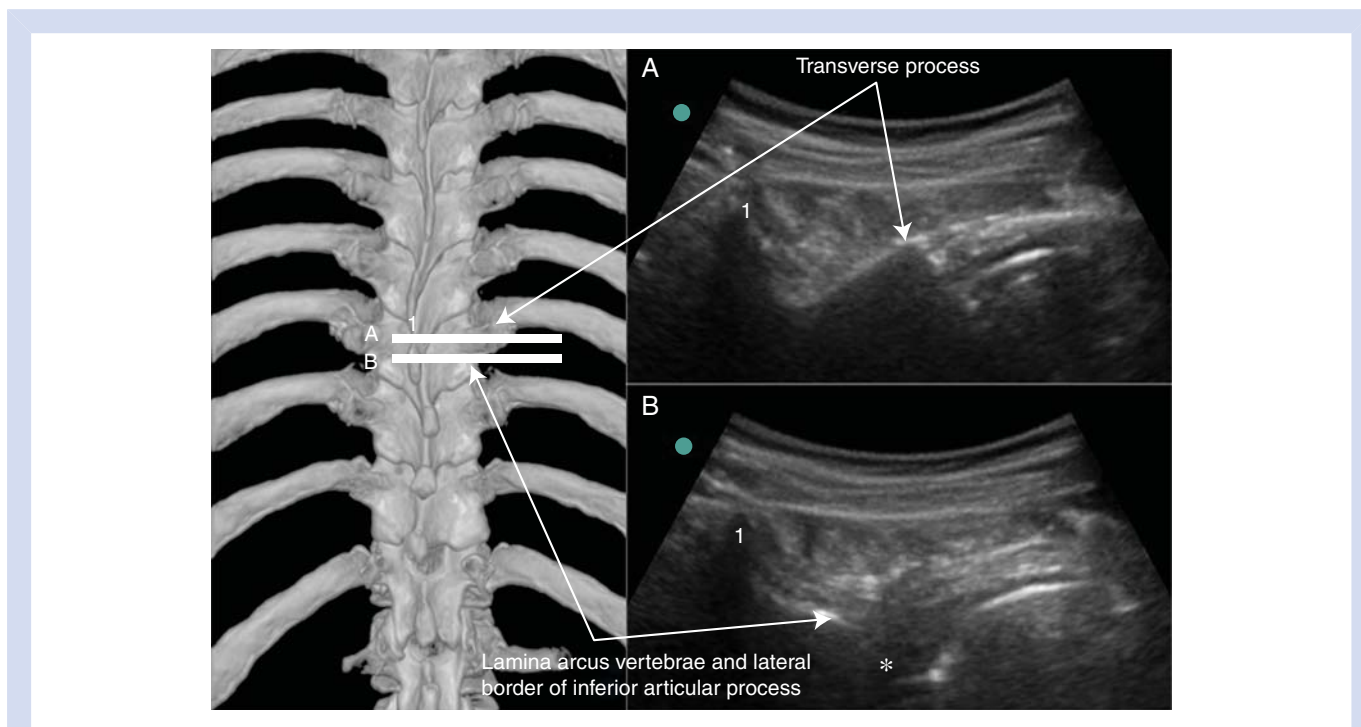 A
Transverse process
1
1
A
B
B
1
Lamina arcus vertebrae and lateral
border of inferior articular process
*